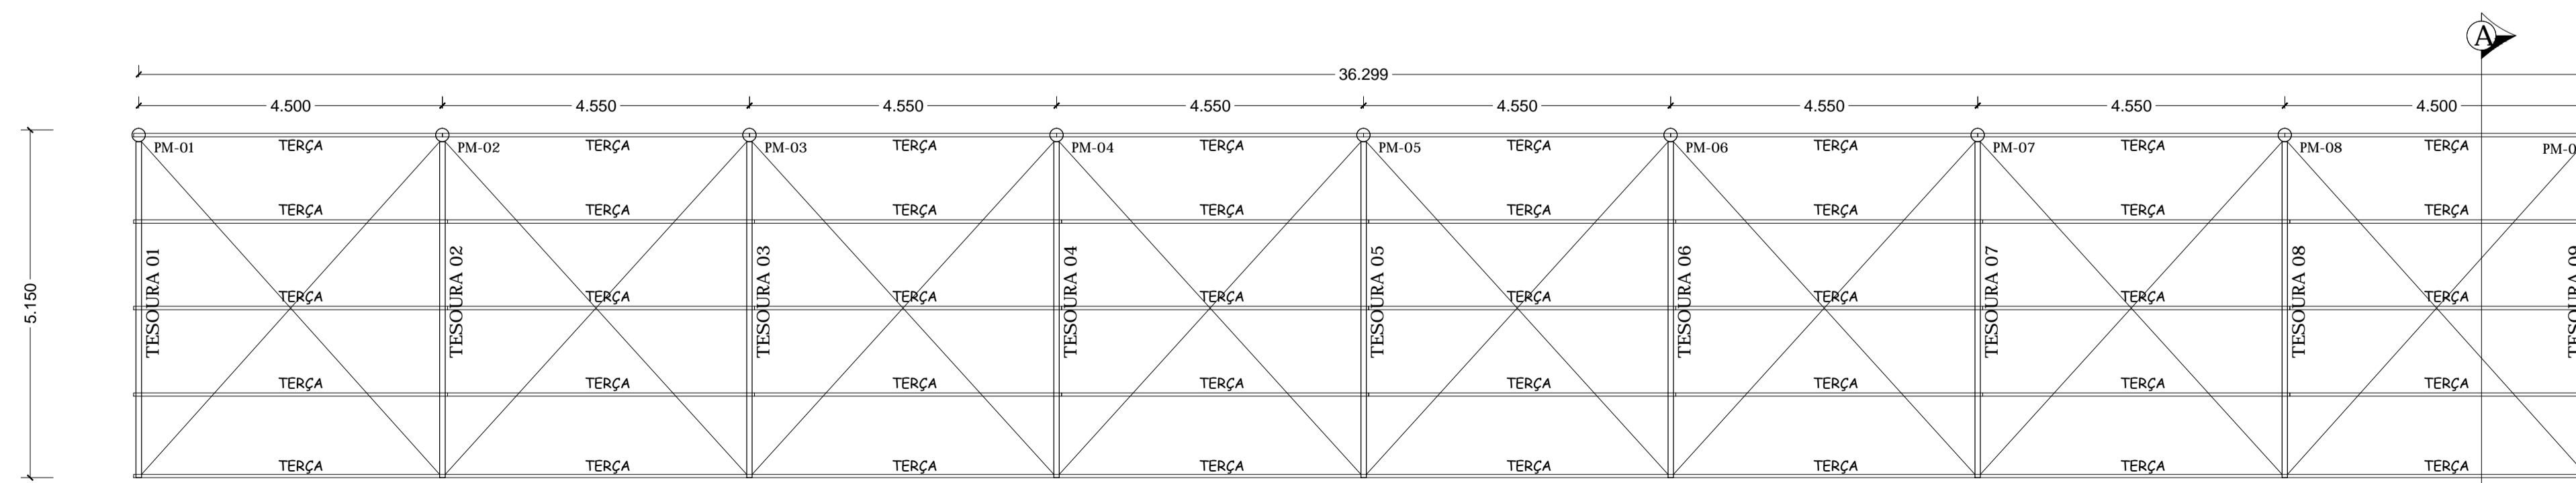 A
36.299
4.500 4.550 4.550 4.550 4.550 4.550 4.550 4.500
TERÇA TERÇA TERÇA TERÇA TERÇA TERÇA TERÇA TERÇA
PM-01 PM-02 PM-03 PM-04 PM-05 PM-06 PM-07 PM-08 PM-0
TERÇA TERÇA TERÇA TERÇA TERÇA TERÇA TERÇA TERÇA
TERÇA TERÇA TERÇA TERÇA TERÇA TERÇA TERÇA TERÇA
5.150
TESOURA 01
TESOURA 02
TESOURA 03
TESOURA 04
TESOURA 05
TESOURA 06
TESOURA 07
TESOURA 08
TESOURA 09
TERÇA TERÇA TERÇA TERÇA TERÇA TERÇA TERÇA TERÇA
TERÇA TERÇA TERÇA TERÇA TERÇA TERÇA TERÇA TERÇA